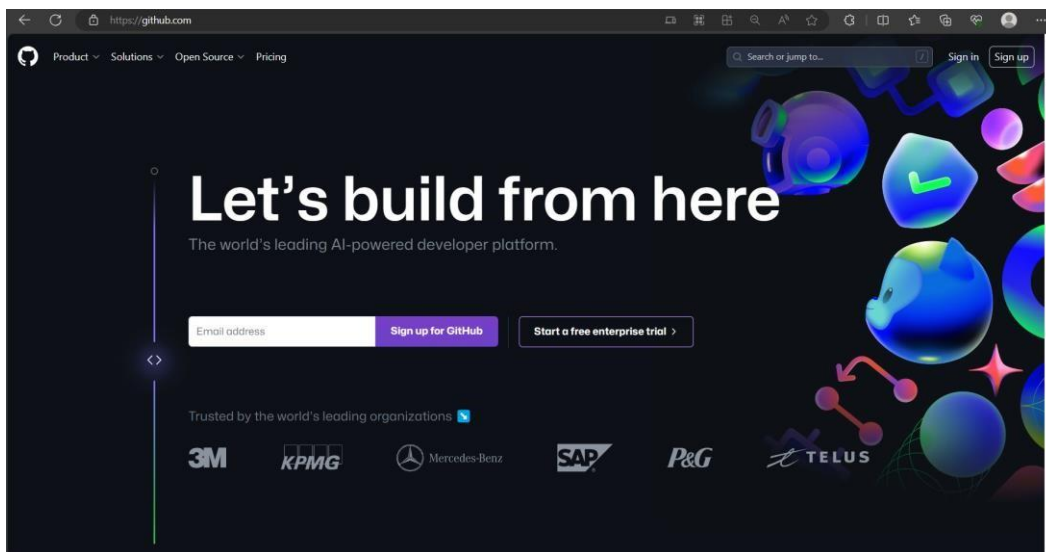 https://github.com
Product Solutions Open Source Pricing Search or jump to... / Sign in Sign up
Let's build from here
The world's leading AI-powered developer platform.
Email address Sign up for GitHub Start a free enterprise trial >
<>
Trusted by the world's leading organizations
3M KPMG Mercedes-Benz SAP P&G TELUS